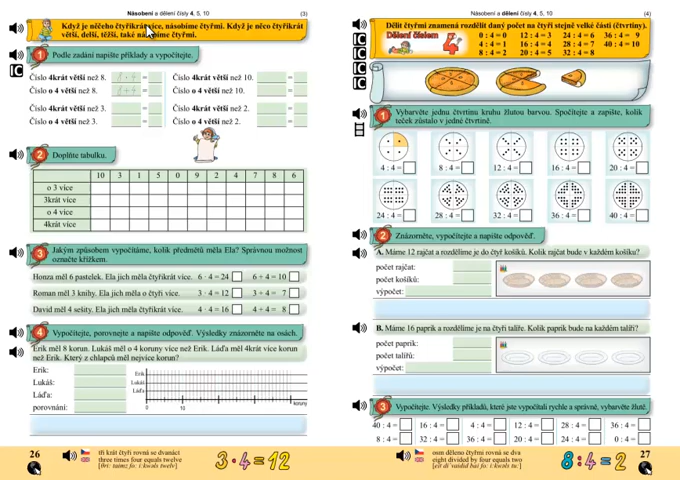 Násobení a dělení čísly 4, 5, 10
(3)
Když je něčeho čtyřikrát více, násobíme čtyřmi. Když je něco čtyřikrát
větší, delší, těžší, také násobíme čtyřmi.
1 Podle zadání napište příklady a vypočítejte.
Číslo 4krát větší než 8. 8 · 4 =
Číslo o 4 větší než 8. 8 + 4 =
Číslo 4krát větší než 3. =
Číslo o 4 větší než 3. =
Číslo 4krát větší než 10. =
Číslo o 4 větší než 10. =
Číslo 4krát větší než 2. =
Číslo o 4 větší než 2. =
2 Doplňte tabulku.
10 3 1 5 0 9 2 4 7 8 6
o 3 více
3krát více
o 4 více
4krát více
3 Jakým způsobem vypočítáme, kolik předmětů měla Ela? Správnou možnost
označte křížkem.
Honza měl 6 pastelek. Ela jich měla čtyřikrát více. 6 · 4 = 24 6 + 4 = 10
Roman měl 3 knihy. Ela jich měla o čtyři více. 3 · 4 = 12 3 + 4 = 7
David měl 4 sešity. Ela jich měla čtyřikrát více. 4 · 4 = 16 4 + 4 = 8
4 Vypočítejte, porovnejte a napište odpověď. Výsledky znázorněte na osách.
Erik měl 8 korun. Lukáš měl o 4 koruny více než Erik. Láďa měl 4krát více korun
než Erik. Který z chlapců měl nejvíce korun?
Erik:
Lukáš:
Láďa:
porovnání:
Erik
Lukáš
Láďa
0 10 koruny
26
tři krát čtyři rovná se dvanáct
three times four equals twelve
3 · 4 = 12
Násobení a dělení čísly 4, 5, 10
(4)
Dělit čtyřmi znamená rozdělit daný počet na čtyři stejně velké části (čtvrtiny).
Dělení číslem 4
0 : 4 = 0 12 : 4 = 3 24 : 4 = 6 36 : 4 = 9
4 : 4 = 1 16 : 4 = 4 28 : 4 = 7 40 : 4 = 10
8 : 4 = 2 20 : 4 = 5 32 : 4 = 8
1 Vybarvěte jednu čtvrtinu kruhu žlutou barvou. Spočítejte a zapište, kolik
teček zůstalo v jedné čtvrtině.
4 : 4 = 8 : 4 = 12 : 4 = 16 : 4 = 20 : 4 =
24 : 4 = 28 : 4 = 32 : 4 = 36 : 4 = 40 : 4 =
2 Znázorněte, vypočítejte a napište odpověď.
A. Máme 12 rajčat a rozdělíme je do čtyř košíků. Kolik rajčat bude v každém košíku?
počet rajčat:
počet košíků:
výpočet:
B. Máme 16 paprik a rozdělíme je na čtyři talíře. Kolik paprik bude na každém talíři?
počet paprik:
počet talířů:
výpočet:
3 Vypočítejte. Výsledky příkladů, které jste vypočítali rychle a správně, vybarvěte žlutě.
40 : 4 = 16 : 4 = 4 : 4 = 12 : 4 = 28 : 4 = 36 : 4 =
8 : 4 = 32 : 4 = 36 : 4 = 20 : 4 = 24 : 4 = 0 : 4 =
osm děleno čtyřmi rovná se dva
eight divided by four equals two
8 : 4 = 2
27